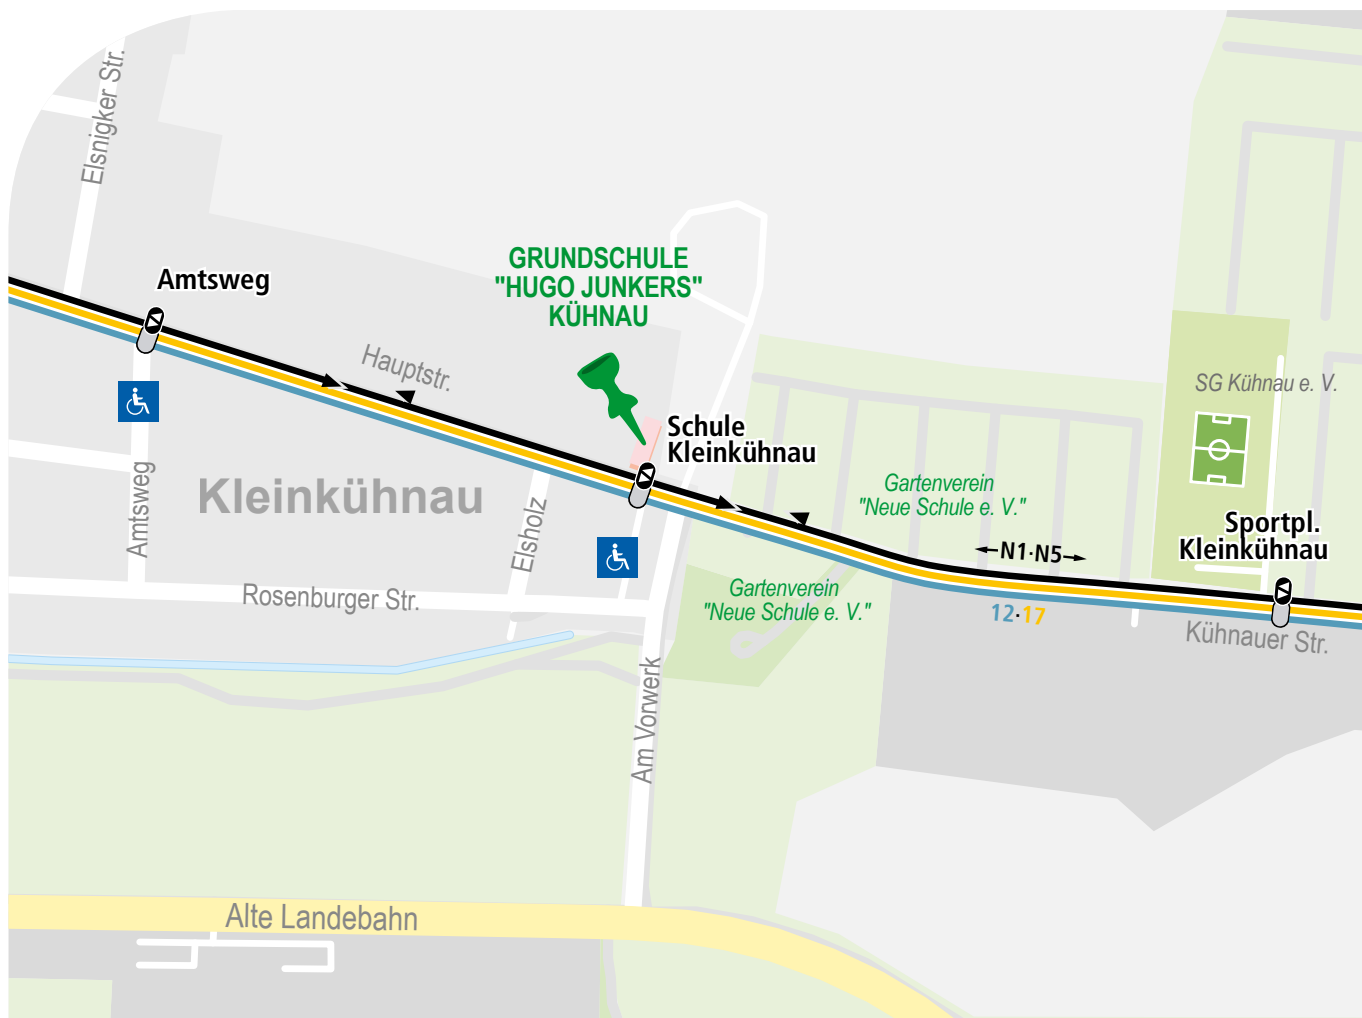 Elsnigker Str.
Amtsweg
GRUNDSCHULE
"HUGO JUNKERS"
KÜHNAU
Hauptstr.
SG Kühnau e. V.
Schule
Kleinkühnau
Kleinkühnau
Amtsweg
Elsholz
Gartenverein
"Neue Schule e. V."
Sportpl.
Kleinkühnau
N1·N5
Rosenburger Str.
Gartenverein
"Neue Schule e. V."
12·17
Kühnauer Str.
Am Vorwerk
Alte Landebahn